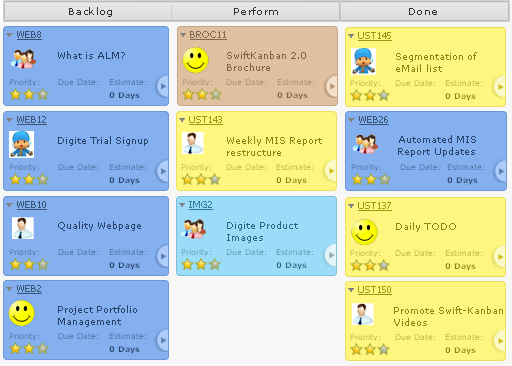 Backlog
Perform
Done
WEB8
What is ALM?
Priority: Due Date: Estimate:
0 Days
WEB12
Digite Trial Signup
Priority: Due Date: Estimate:
0 Days
WEB10
Quality Webpage
Priority: Due Date: Estimate:
0 Days
WEB2
Project Portfolio
Management
Priority: Due Date: Estimate:
0 Days
BROC11
SwiftKanban 2.0
Brochure
Priority: Due Date: Estimate:
0 Days
UST143
Weekly MIS Report
restructure
Priority: Due Date: Estimate:
0 Days
IMG2
Digite Product
Images
Priority: Due Date: Estimate:
0 Days
UST145
Segmentation of
eMail list
Priority: Due Date: Estimate:
0 Days
WEB26
Automated MIS
Report Updates
Priority: Due Date: Estimate:
0 Days
UST137
Daily TODO
Priority: Due Date: Estimate:
0 Days
UST150
Promote Swift-Kanban
Videos
Priority: Due Date: Estimate:
0 Days